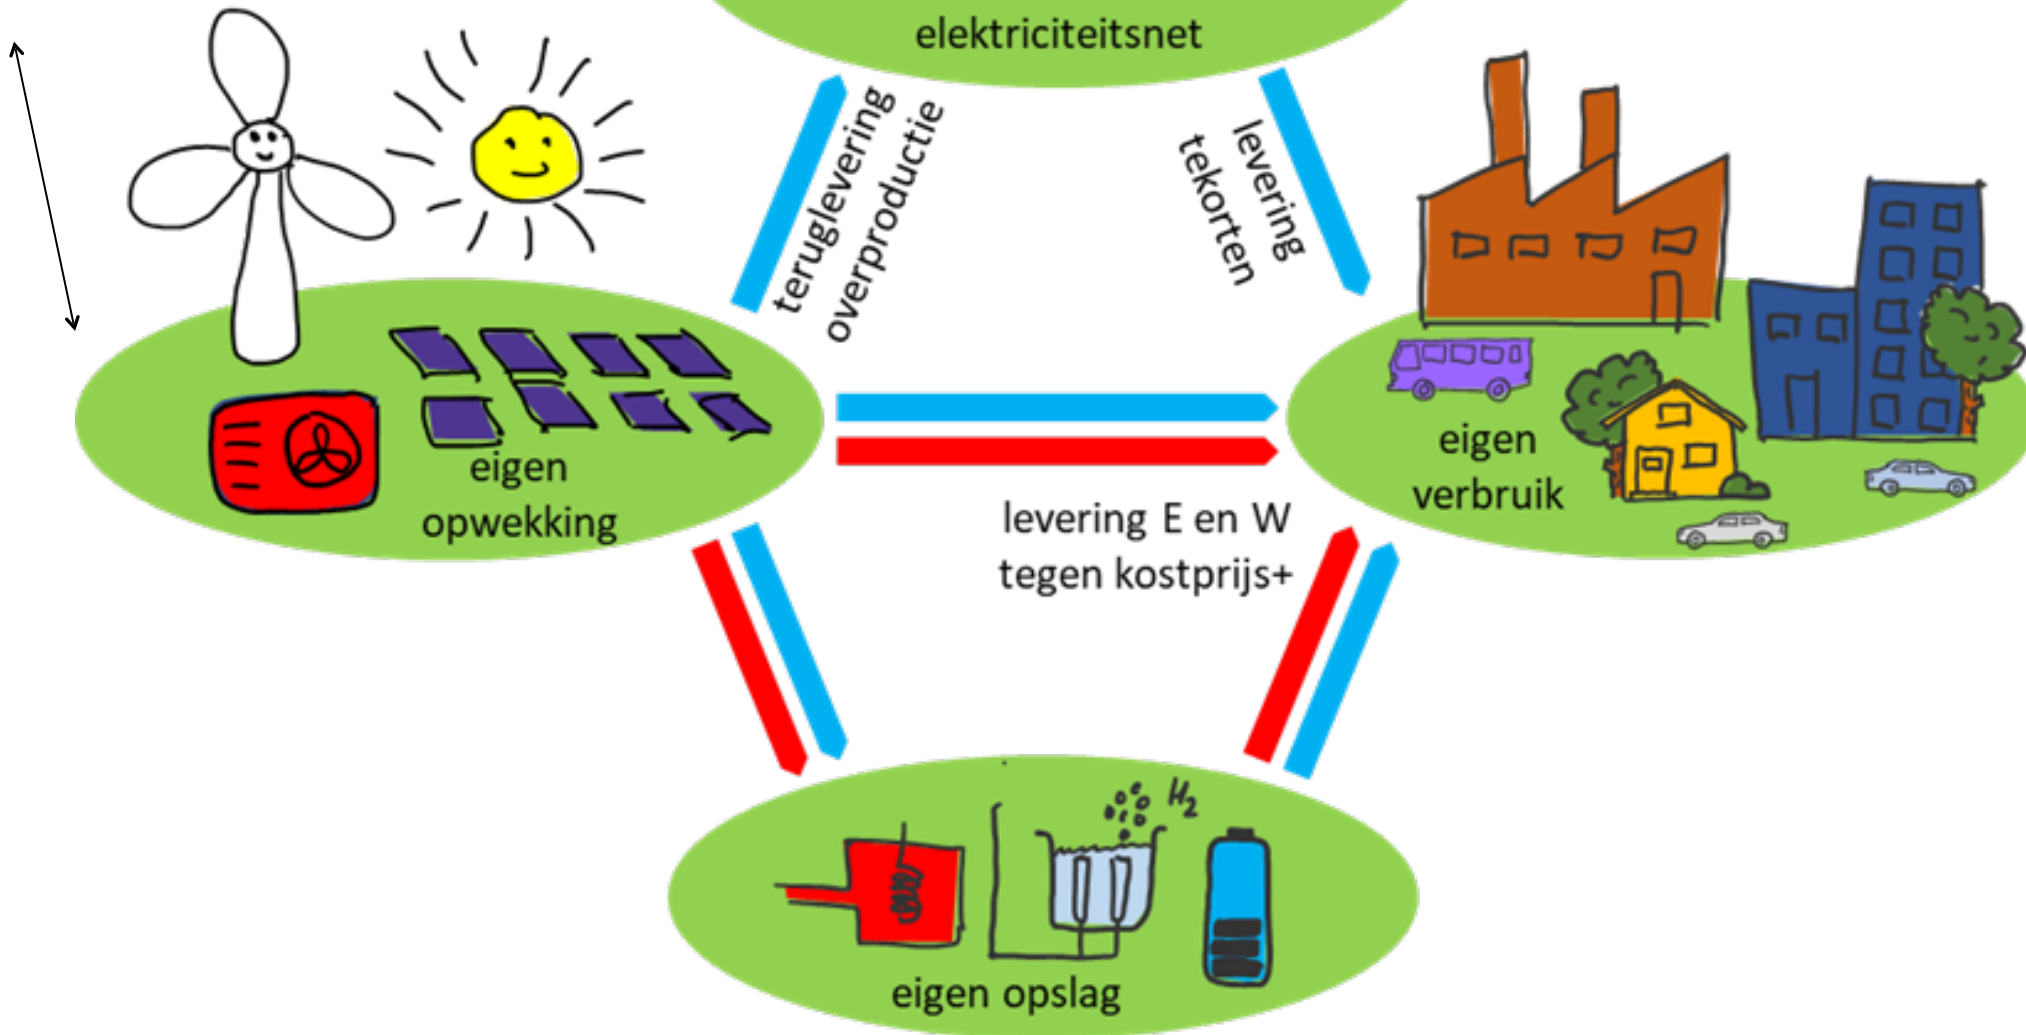 elektriciteitsnet
teruglevering
overproductie
levering
tekorten
eigen
opwekking
eigen
verbruik
levering E en W
tegen kostprijs+
H2
eigen opslag